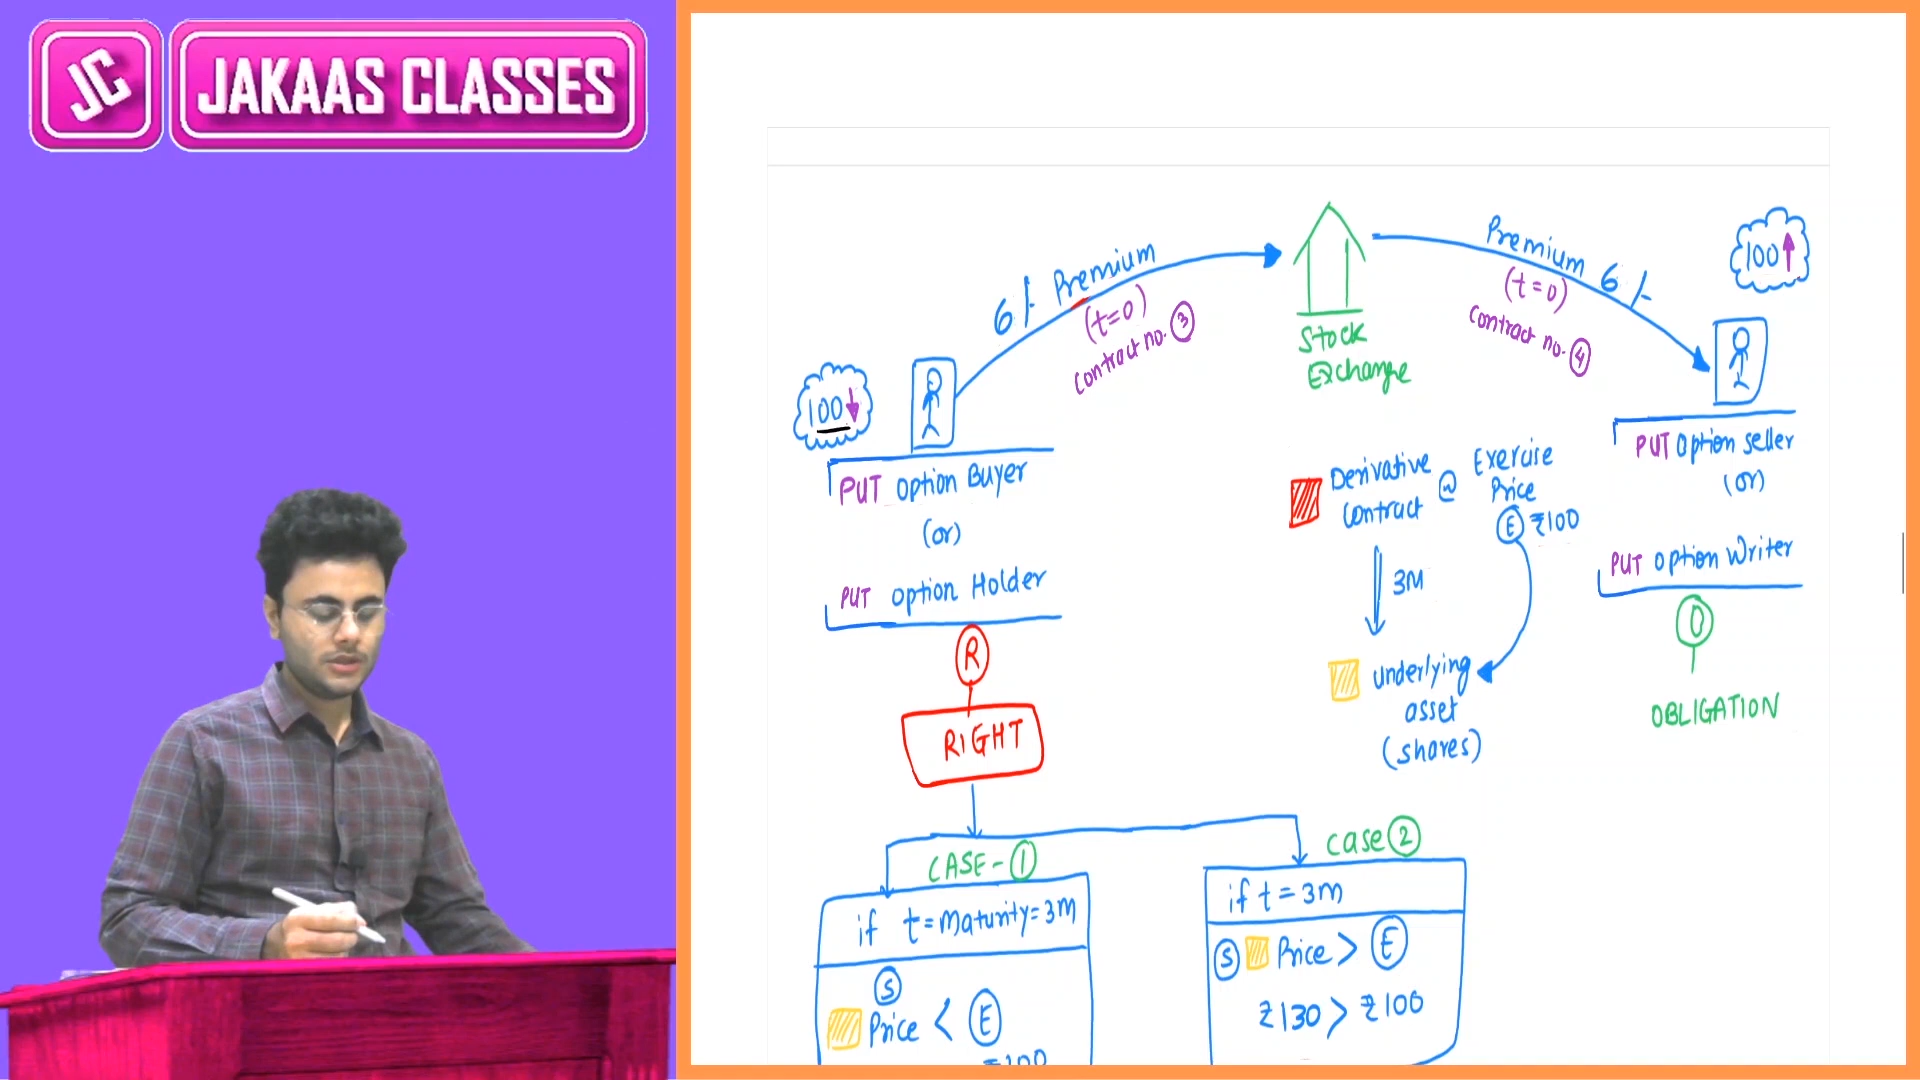 JC
JAKAAS CLASSES
6/- Premium
(t=0)
Contract no. 3
Stock
Exchange
Premium 6/-
(t=0)
Contract no. 4
100↑
100↓
PUT option Buyer
(or)
PUT option Holder
R
RIGHT
Derivative
Contract @ Exercise
Price
E ₹100
3M
underlying
asset
(shares)
PUT option seller
(or)
PUT option Writer
O
OBLIGATION
CASE-1
if t=maturity=3m
S
Price < E
₹100
case 2
if t=3m
S Price > E
₹130 > ₹100